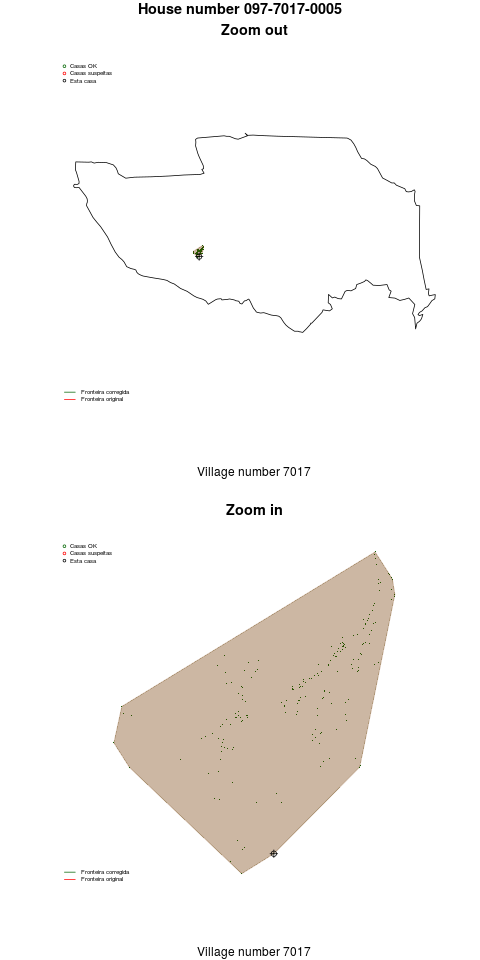 House number 097-7017-0005
Zoom out
Casas OK
Casas suspeitas
Esta casa
Fronteira corregida
Fronteira original
Village number 7017
Zoom in
Casas OK
Casas suspeitas
Esta casa
Fronteira corregida
Fronteira original
Village number 7017